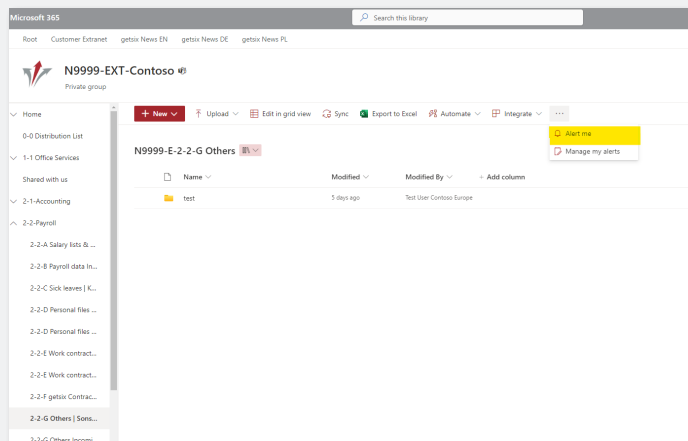 Microsoft 365
Search this library
Root Customer Extranet getsix News EN getsix News DE getsix News PL
N9999-EXT-Contoso
Private group
Home
0-0 Distribution List
1-1 Office Services
Shared with us
2-1-Accounting
2-2-Payroll
2-2-A Salary lists & ...
2-2-B Payroll data In...
2-2-C Sick leaves | K...
2-2-D Personal files ...
2-2-D Personal files ...
2-2-E Work contract...
2-2-E Work contract...
2-2-F getsix Contrac...
2-2-G Others | Sons...
2-2-G Others Incomi...
+ New Upload Edit in grid view Sync Export to Excel Automate Integrate ...
Alert me
Manage my alerts
N9999-E-2-2-G Others
Name Modified Modified By + Add column
test 5 days ago Test User Contoso Europe